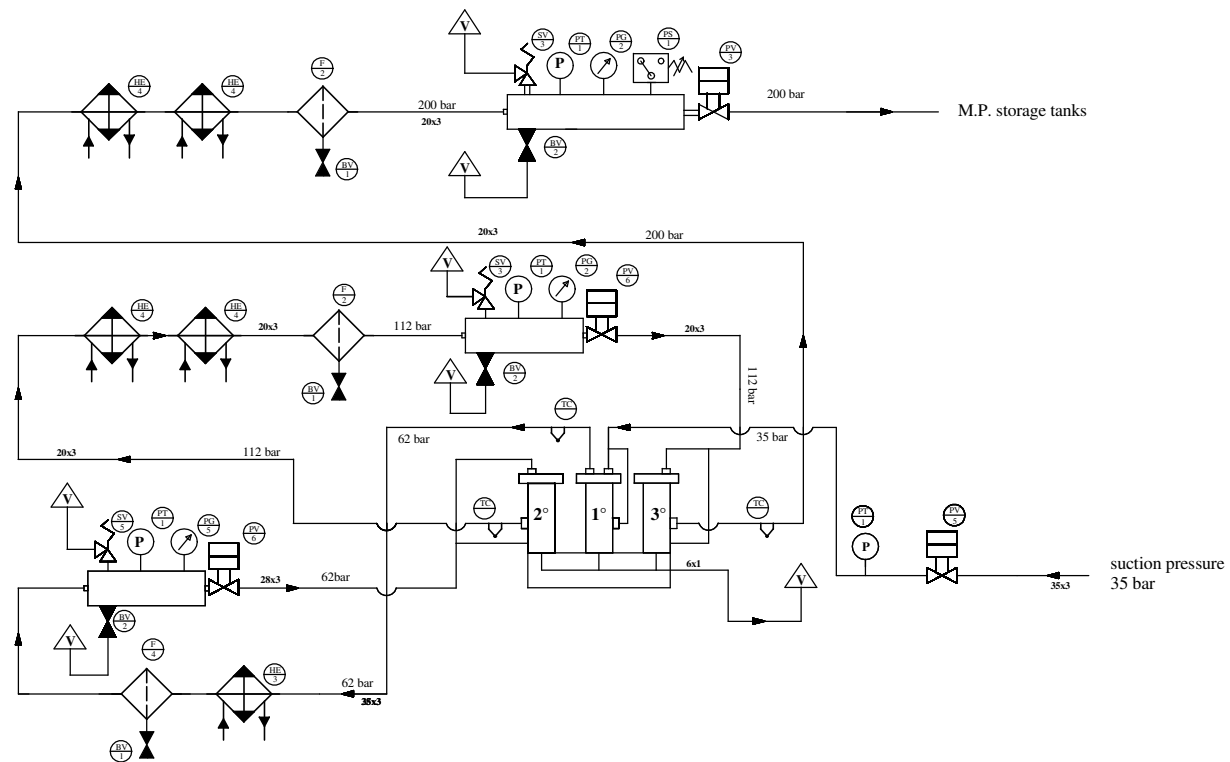 V
SV 3
PT 1
PG 2
PS 1
P
PV 3
HE 4
HE 4
F 2
200 bar
20x3
200 bar
M.P. storage tanks
BV 2
BV 1
V
20x3
200 bar
V
SV 3
PT 1
PG 2
PV 6
P
HE 4
HE 4
F 2
20x3
112 bar
20x3
112 bar
BV 2
BV 1
V
TC
62 bar
35 bar
20x3
112 bar
V
SV 5
PT 1
PG 5
PV 6
P
TC
2°
1°
3°
TC
PT 1
PV 5
P
28x3
62bar
6x1
V
35x3
suction pressure
35 bar
BV 2
V
F 4
HE 3
62 bar
BV 1